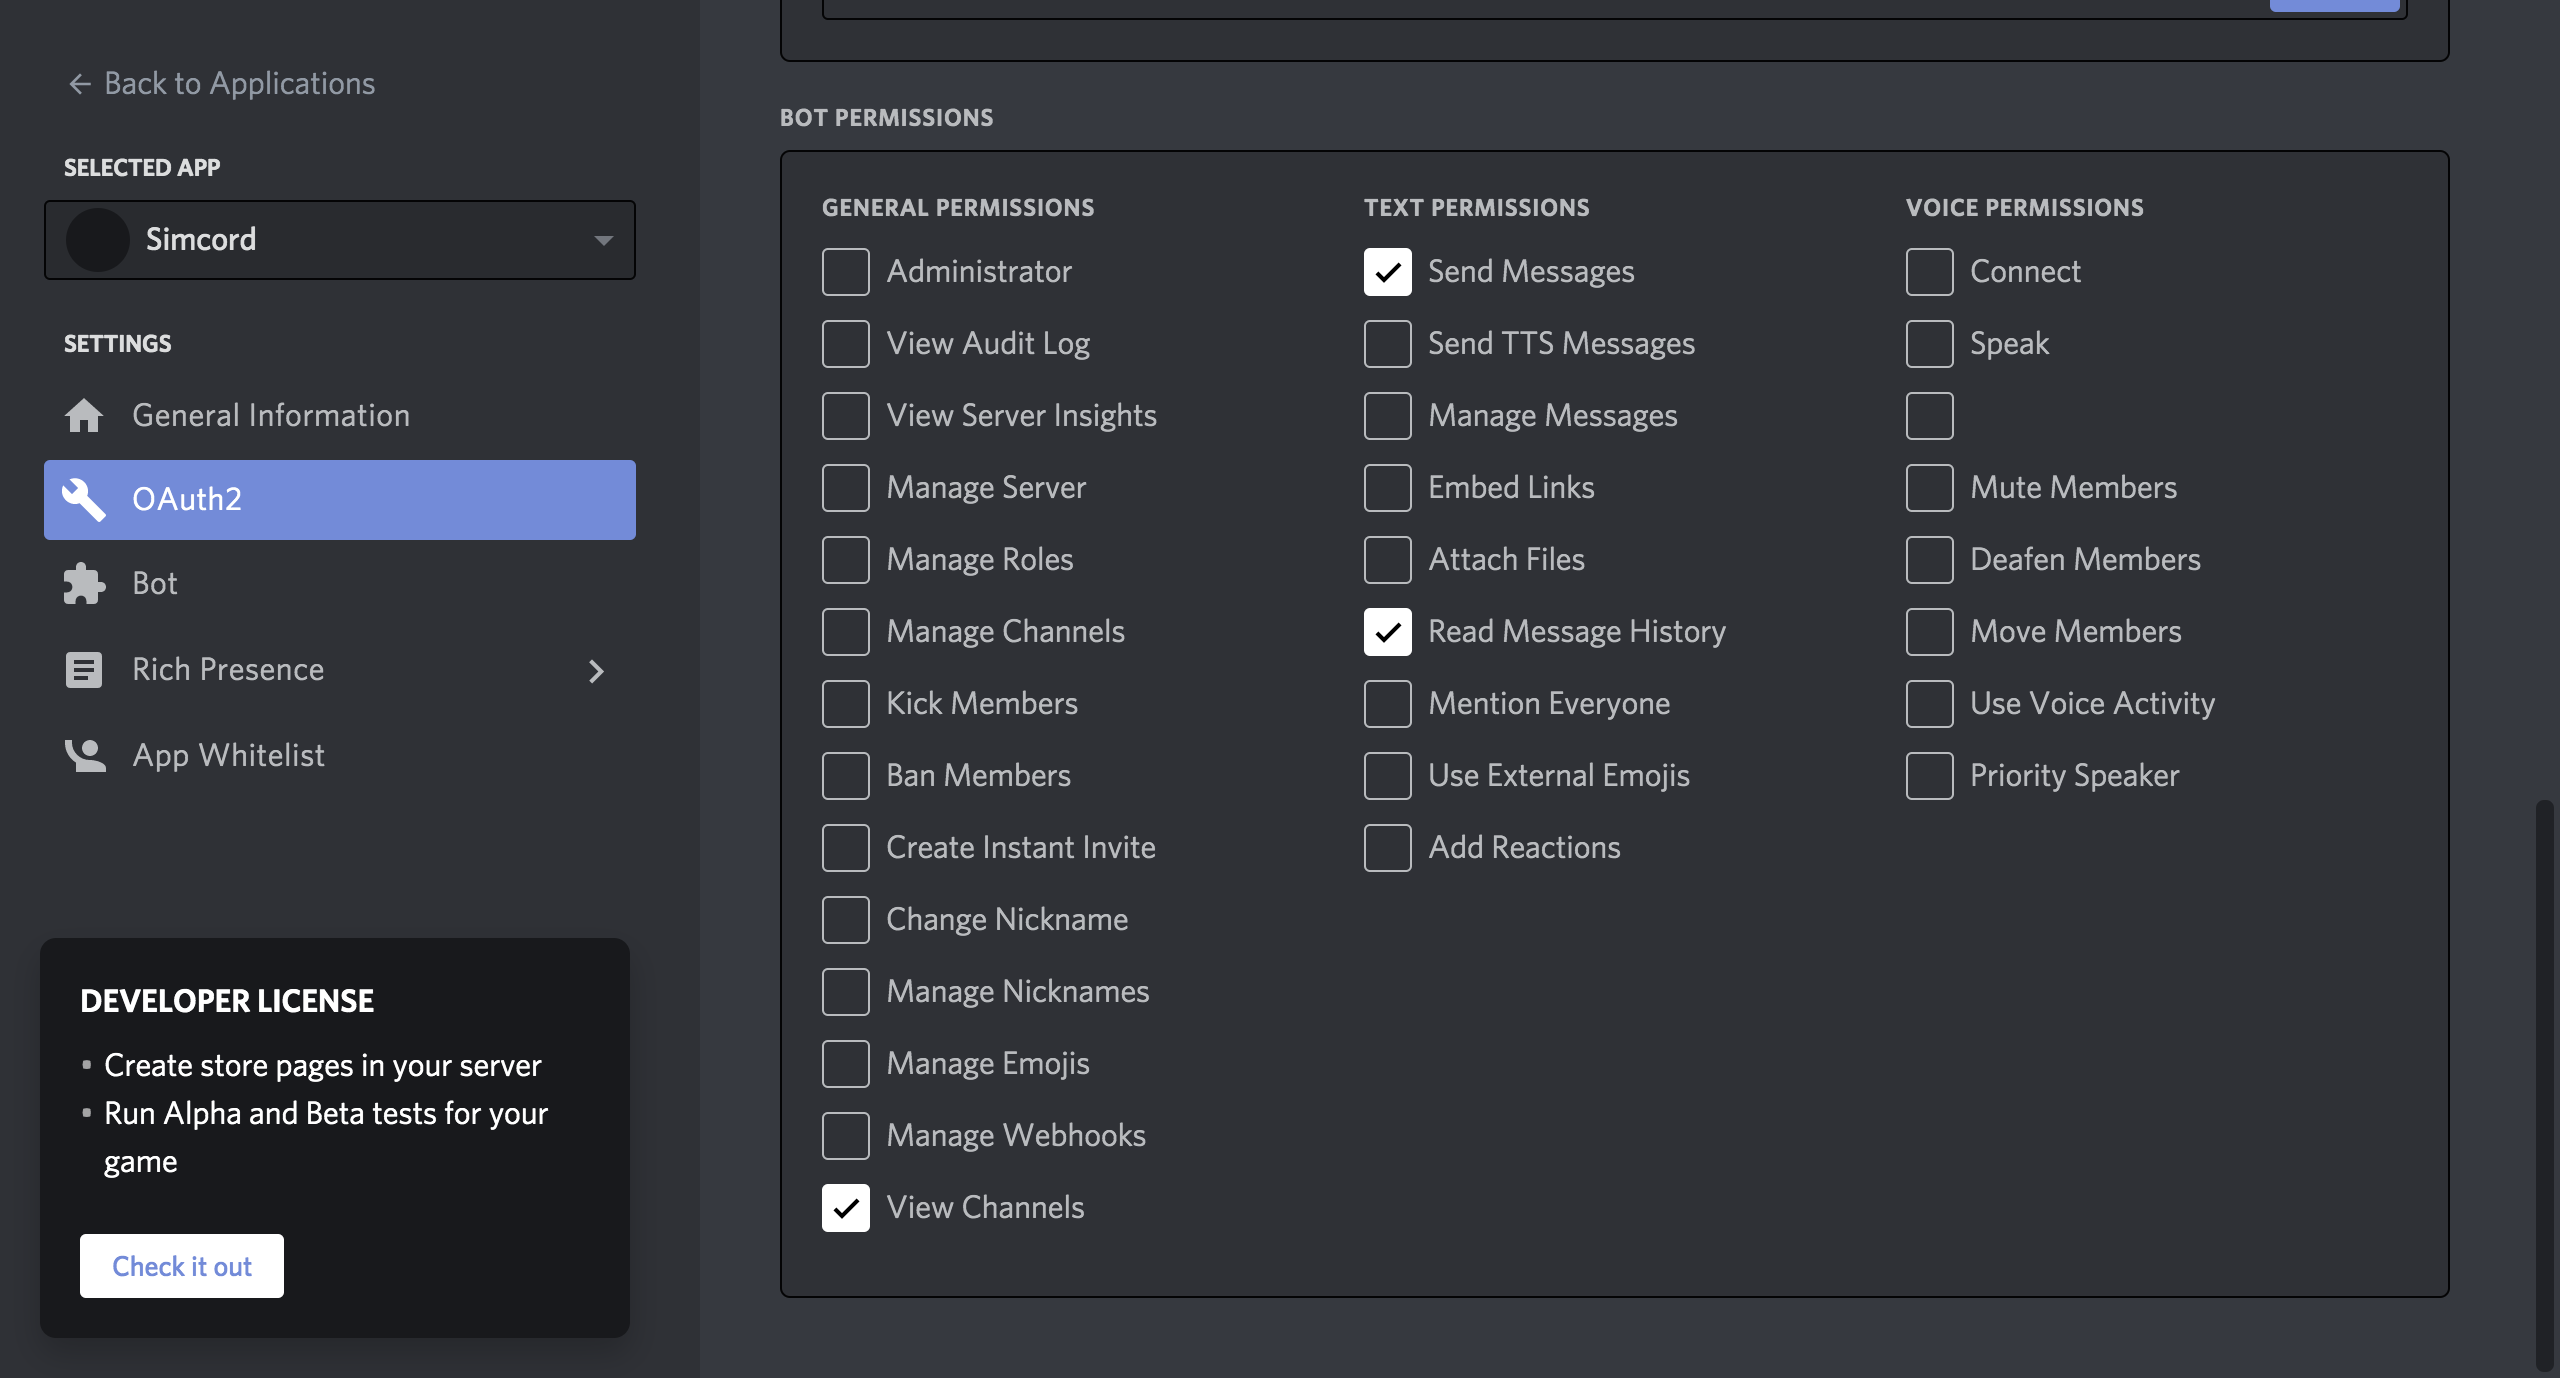 ← Back to Applications
SELECTED APP
Simcord
SETTINGS
General Information
OAuth2
Bot
Rich Presence
App Whitelist
DEVELOPER LICENSE
• Create store pages in your server
• Run Alpha and Beta tests for your
game
Check it out
BOT PERMISSIONS
GENERAL PERMISSIONS
Administrator
View Audit Log
View Server Insights
Manage Server
Manage Roles
Manage Channels
Kick Members
Ban Members
Create Instant Invite
Change Nickname
Manage Nicknames
Manage Emojis
Manage Webhooks
View Channels
TEXT PERMISSIONS
Send Messages
Send TTS Messages
Manage Messages
Embed Links
Attach Files
Read Message History
Mention Everyone
Use External Emojis
Add Reactions
VOICE PERMISSIONS
Connect
Speak
Mute Members
Deafen Members
Move Members
Use Voice Activity
Priority Speaker